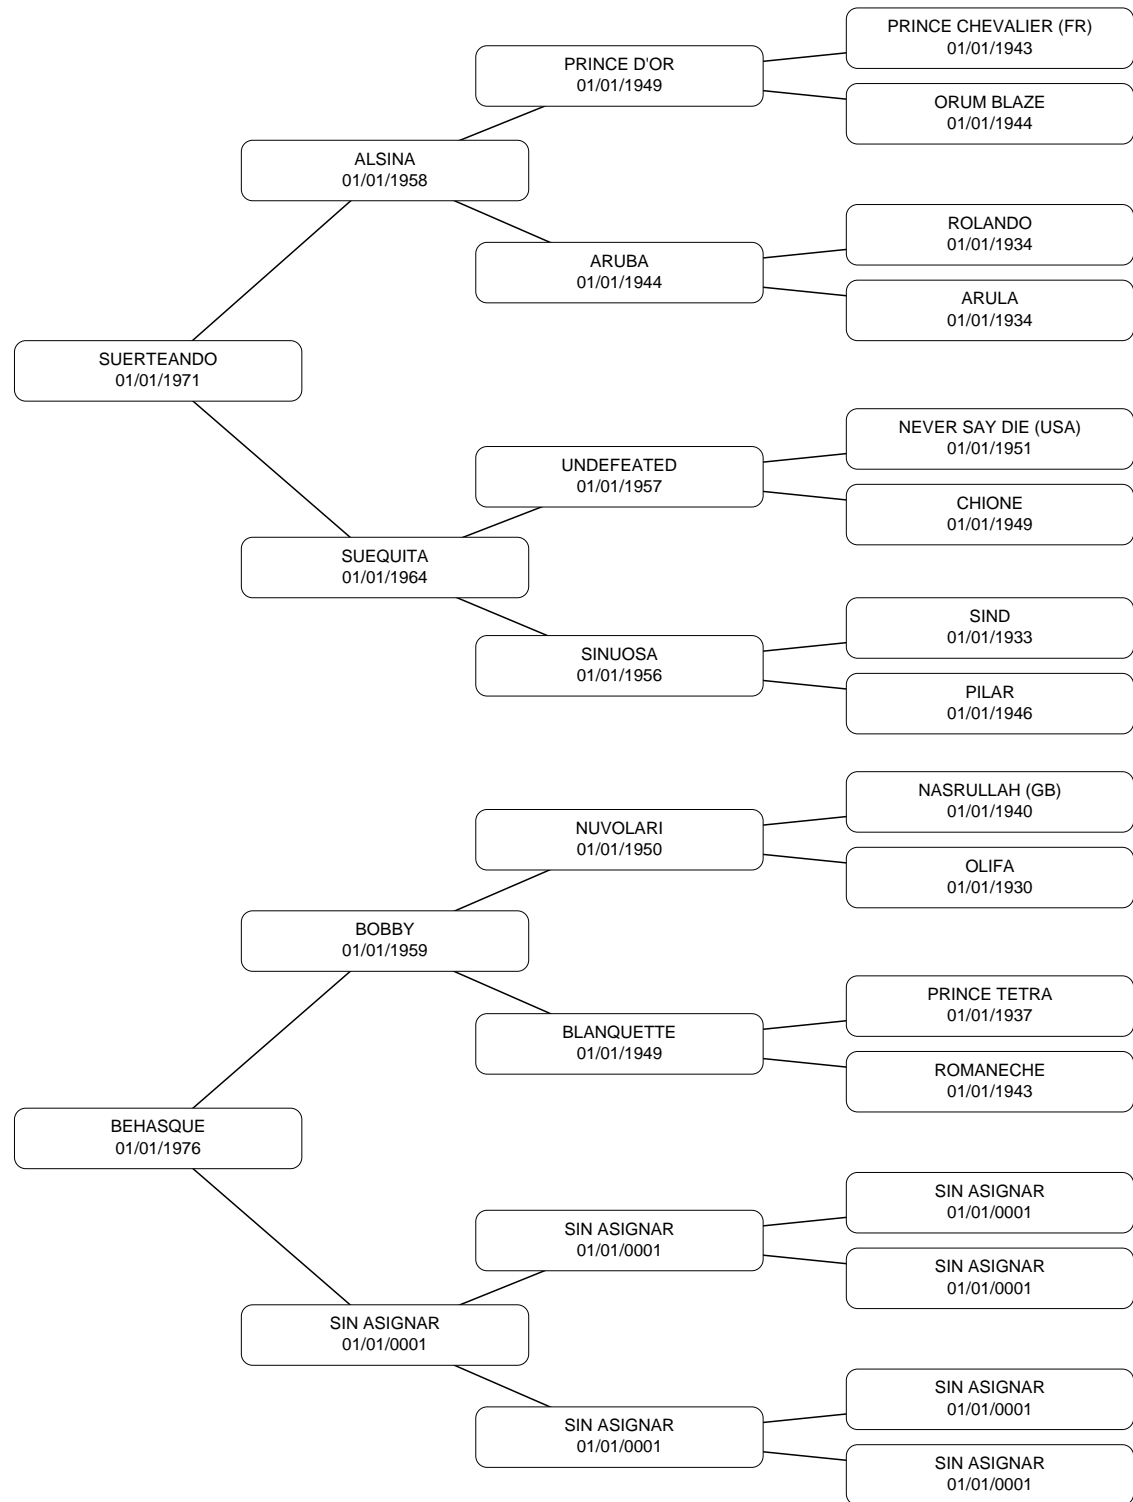 PRINCE CHEVALIER (FR)
01/01/1943
PRINCE D'OR
01/01/1949
ORUM BLAZE
01/01/1944
ALSINA
01/01/1958
ROLANDO
01/01/1934
ARUBA
01/01/1944
ARULA
01/01/1934
SUERTEANDO
01/01/1971
NEVER SAY DIE (USA)
01/01/1951
UNDEFEATED
01/01/1957
CHIONE
01/01/1949
SUEQUITA
01/01/1964
SIND
01/01/1933
SINUOSA
01/01/1956
PILAR
01/01/1946
NASRULLAH (GB)
01/01/1940
NUVOLARI
01/01/1950
OLIFA
01/01/1930
BOBBY
01/01/1959
PRINCE TETRA
01/01/1937
BLANQUETTE
01/01/1949
ROMANECHE
01/01/1943
BEHASQUE
01/01/1976
SIN ASIGNAR
01/01/0001
SIN ASIGNAR
01/01/0001
SIN ASIGNAR
01/01/0001
SIN ASIGNAR
01/01/0001
SIN ASIGNAR
01/01/0001
SIN ASIGNAR
01/01/0001
SIN ASIGNAR
01/01/0001